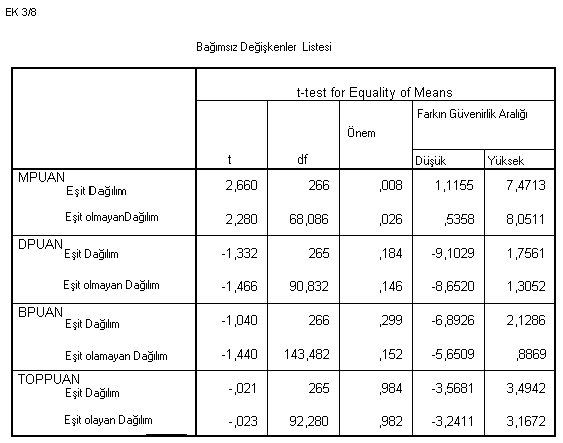 EK 3/8
Bağımsız Değişkenler Listesi
t-test for Equality of Means
t df Önem Farkın Güvenirlik Aralığı
Düşük Yüksek
MPUAN
Eşit Dağılım 2,660 266 ,008 1,1155 7,4713
Eşit olmayanDağılım 2,280 68,086 ,026 ,5358 8,0511
DPUAN
Eşit Dağılım -1,332 265 ,184 -9,1029 1,7561
Eşit olmayan Dağılım -1,466 90,832 ,146 -8,6520 1,3052
BPUAN
Eşit Dağılım -1,040 266 ,299 -6,8926 2,1286
Eşit olamayan Dağılım -1,440 143,482 ,152 -5,6509 ,8869
TOPPUAN
Eşit Dağılım -,021 265 ,984 -3,5681 3,4942
Eşit olayan Dağılım -,023 92,280 ,982 -3,2411 3,1672